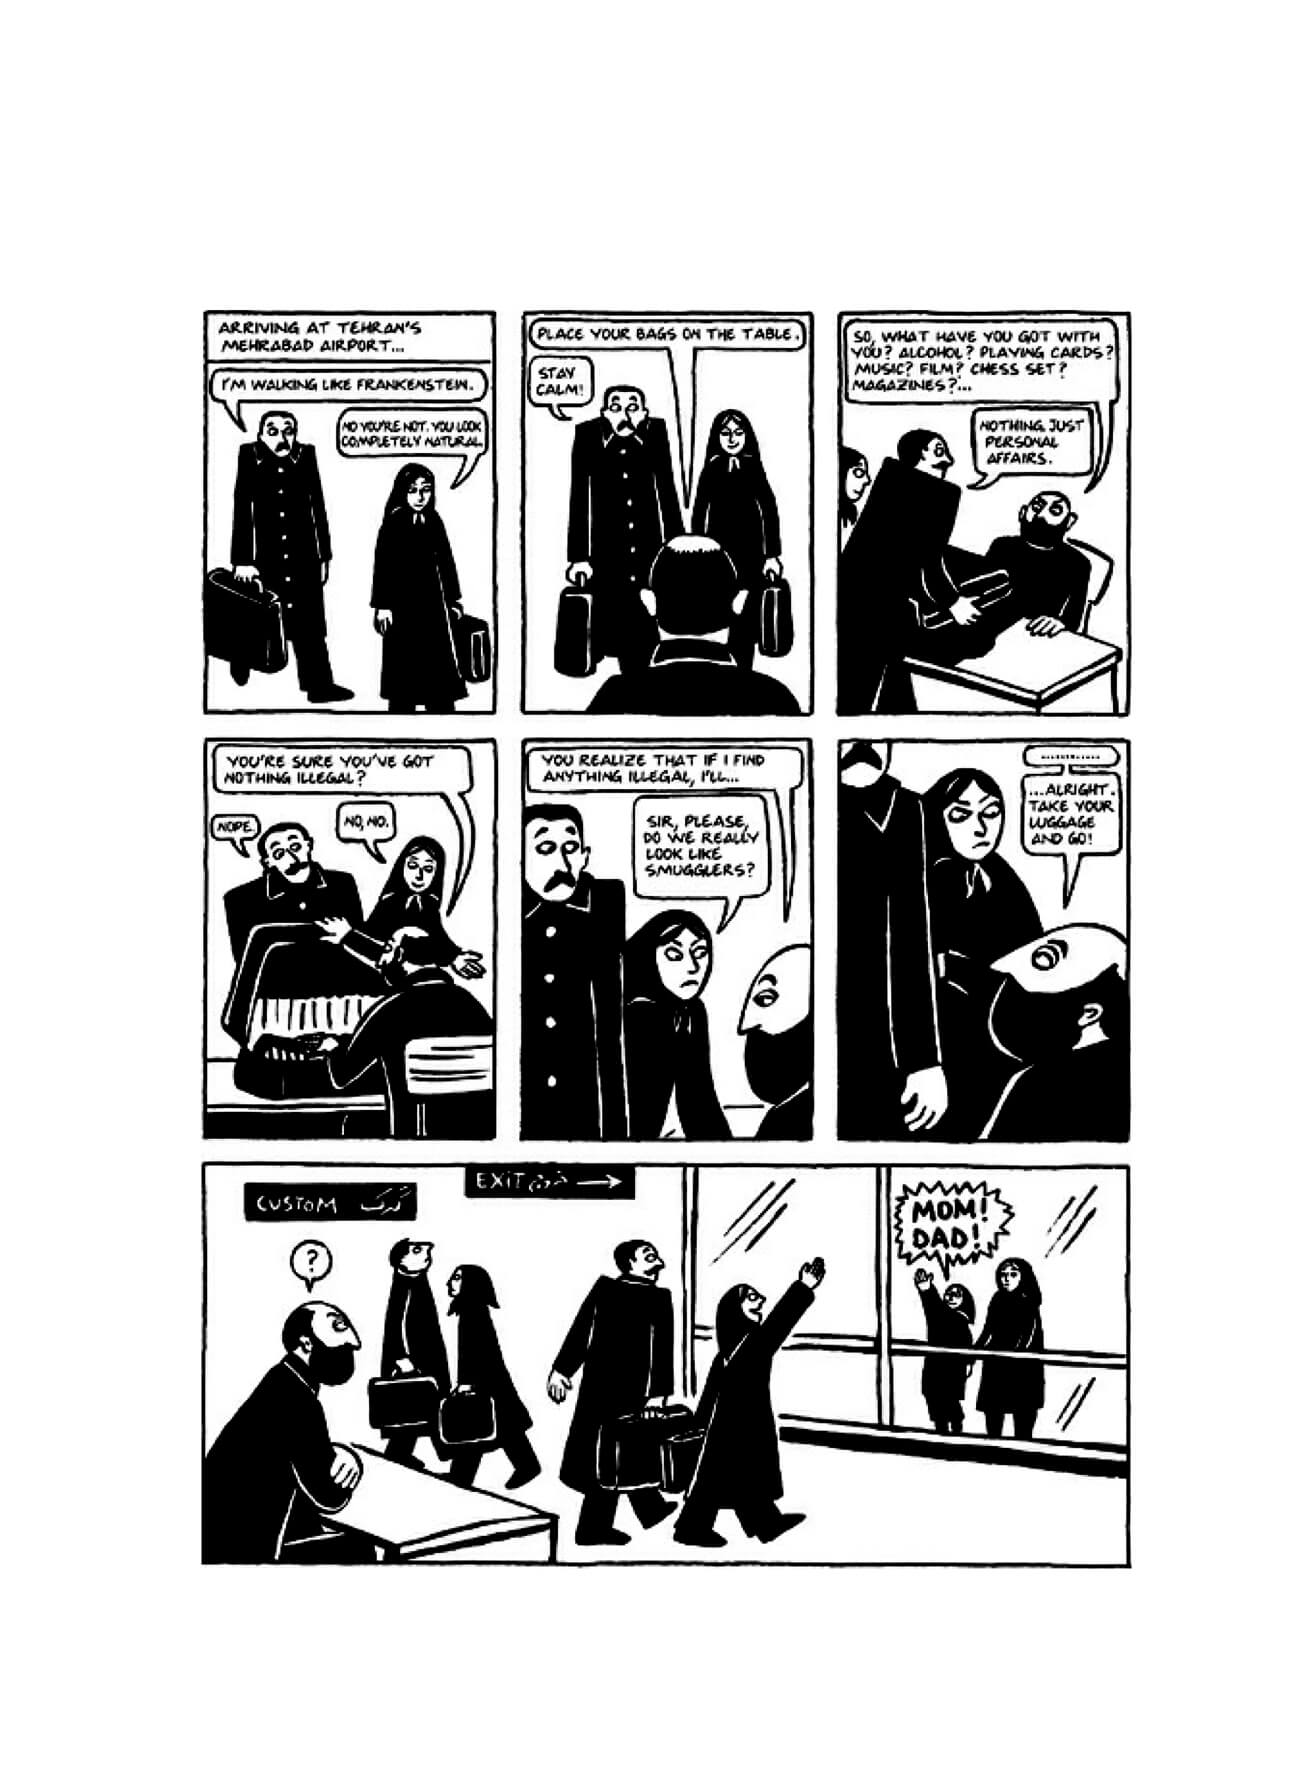 ARRIVING AT TEHRAN'S
MEHRABAD AIRPORT...
I'M WALKING LIKE FRANKENSTEIN.
NO YOU'RE NOT. YOU LOOK
COMPLETELY NATURAL.
PLACE YOUR BAGS ON THE TABLE.
STAY
CALM!
SO, WHAT HAVE YOU GOT WITH
YOU? ALCOHOL? PLAYING CARDS?
MUSIC? FILM? CHESS SET?
MAGAZINES?...
NOTHING. JUST
PERSONAL
AFFAIRS.
YOU'RE SURE YOU'VE GOT
NOTHING ILLEGAL?
NOPE.
NO, NO.
YOU REALIZE THAT IF I FIND
ANYTHING ILLEGAL, I'LL...
SIR, PLEASE,
DO WE REALLY
LOOK LIKE
SMUGGLERS?
.............
...ALRIGHT.
TAKE YOUR
LUGGAGE
AND GO!
EXIT خروج →
CUSTOM گمرک
?
MOM!
DAD!